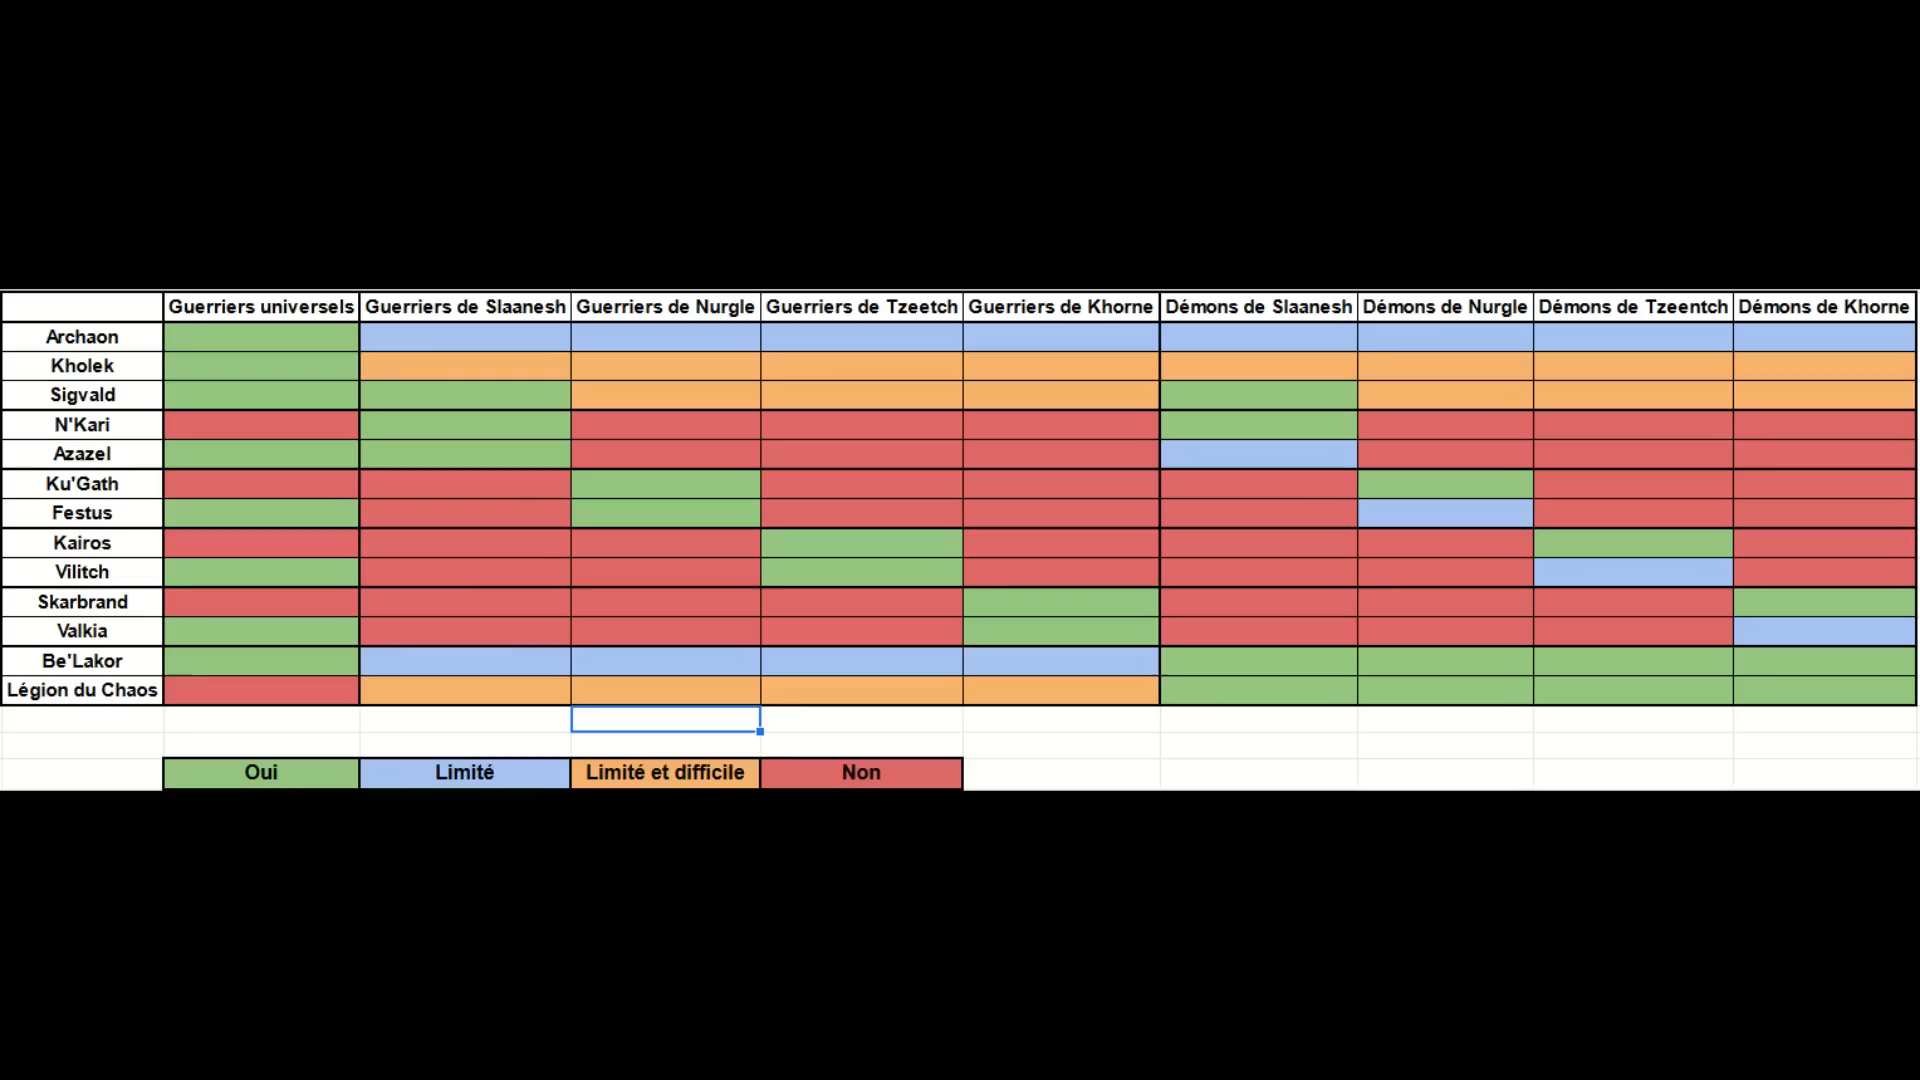 Guerriers universels Guerriers de Slaanesh Guerriers de Nurgle Guerriers de Tzeetch Guerriers de Khorne Démons de Slaanesh Démons de Nurgle Démons de Tzeentch Démons de Khorne
Archaon
Kholek
Sigvald
N'Kari
Azazel
Ku'Gath
Festus
Kairos
Vilitch
Skarbrand
Valkia
Be'Lakor
Légion du Chaos
Oui Limité Limité et difficile Non